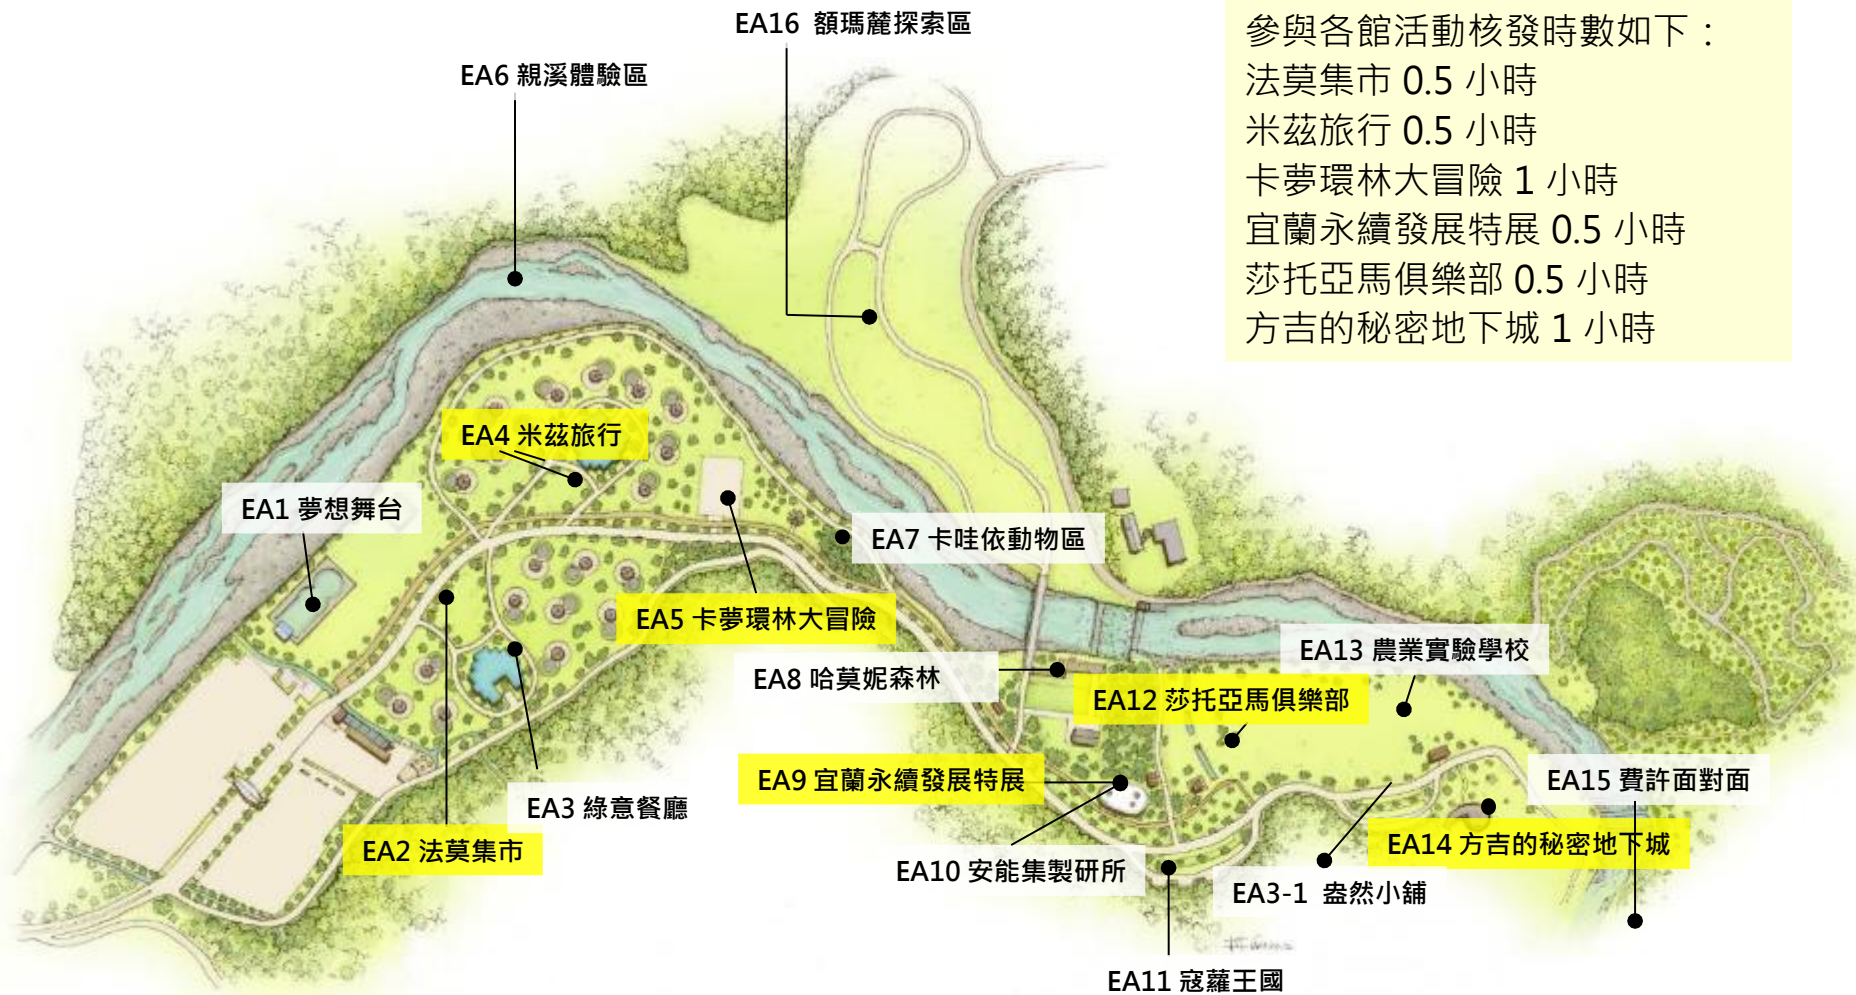 EA16 額瑪麓探索區
EA6 親溪體驗區
參與各館活動核發時數如下：
法莫集市 0.5 小時
米茲旅行 0.5 小時
卡夢環林大冒險 1 小時
宜蘭永續發展特展 0.5 小時
莎托亞馬俱樂部 0.5 小時
方吉的秘密地下城 1 小時
EA4 米茲旅行
EA1 夢想舞台
EA7 卡哇依動物區
EA5 卡夢環林大冒險
EA13 農業實驗學校
EA8 哈莫妮森林
EA12 莎托亞馬俱樂部
EA9 宜蘭永續發展特展
EA15 費許面對面
EA3 綠意餐廳
EA2 法莫集市
EA14 方吉的秘密地下城
EA10 安能集製研所
EA3-1 盎然小舖
EA11 寇蘿王國